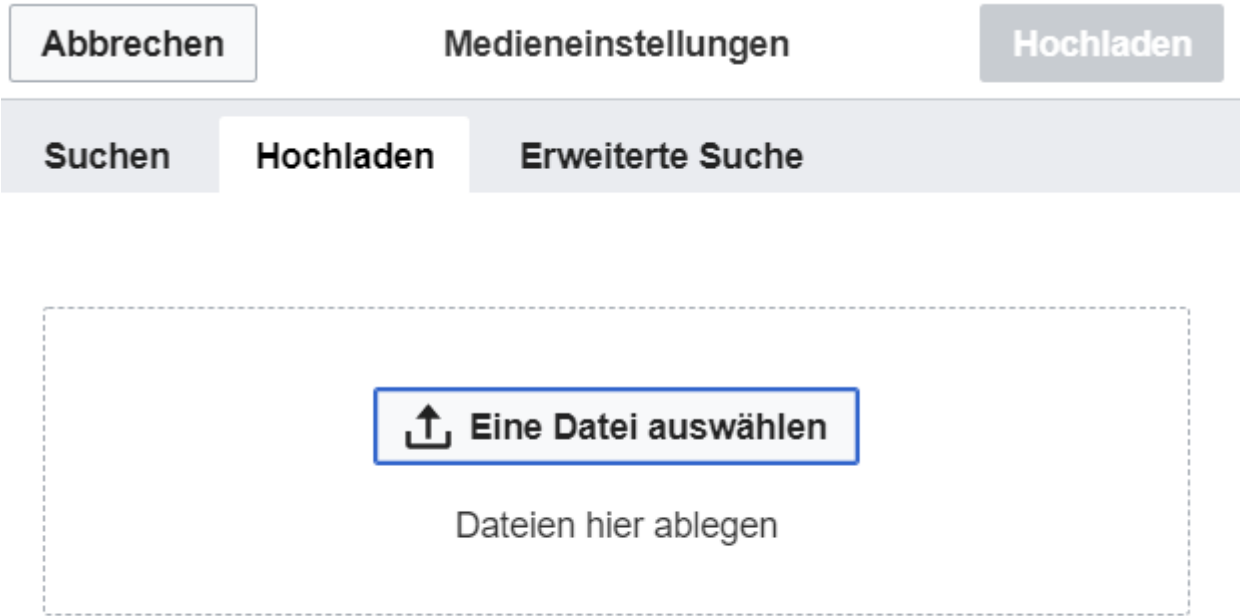 Abbrechen Medieneinstellungen Hochladen
Suchen Hochladen Erweiterte Suche
Eine Datei auswählen
Dateien hier ablegen